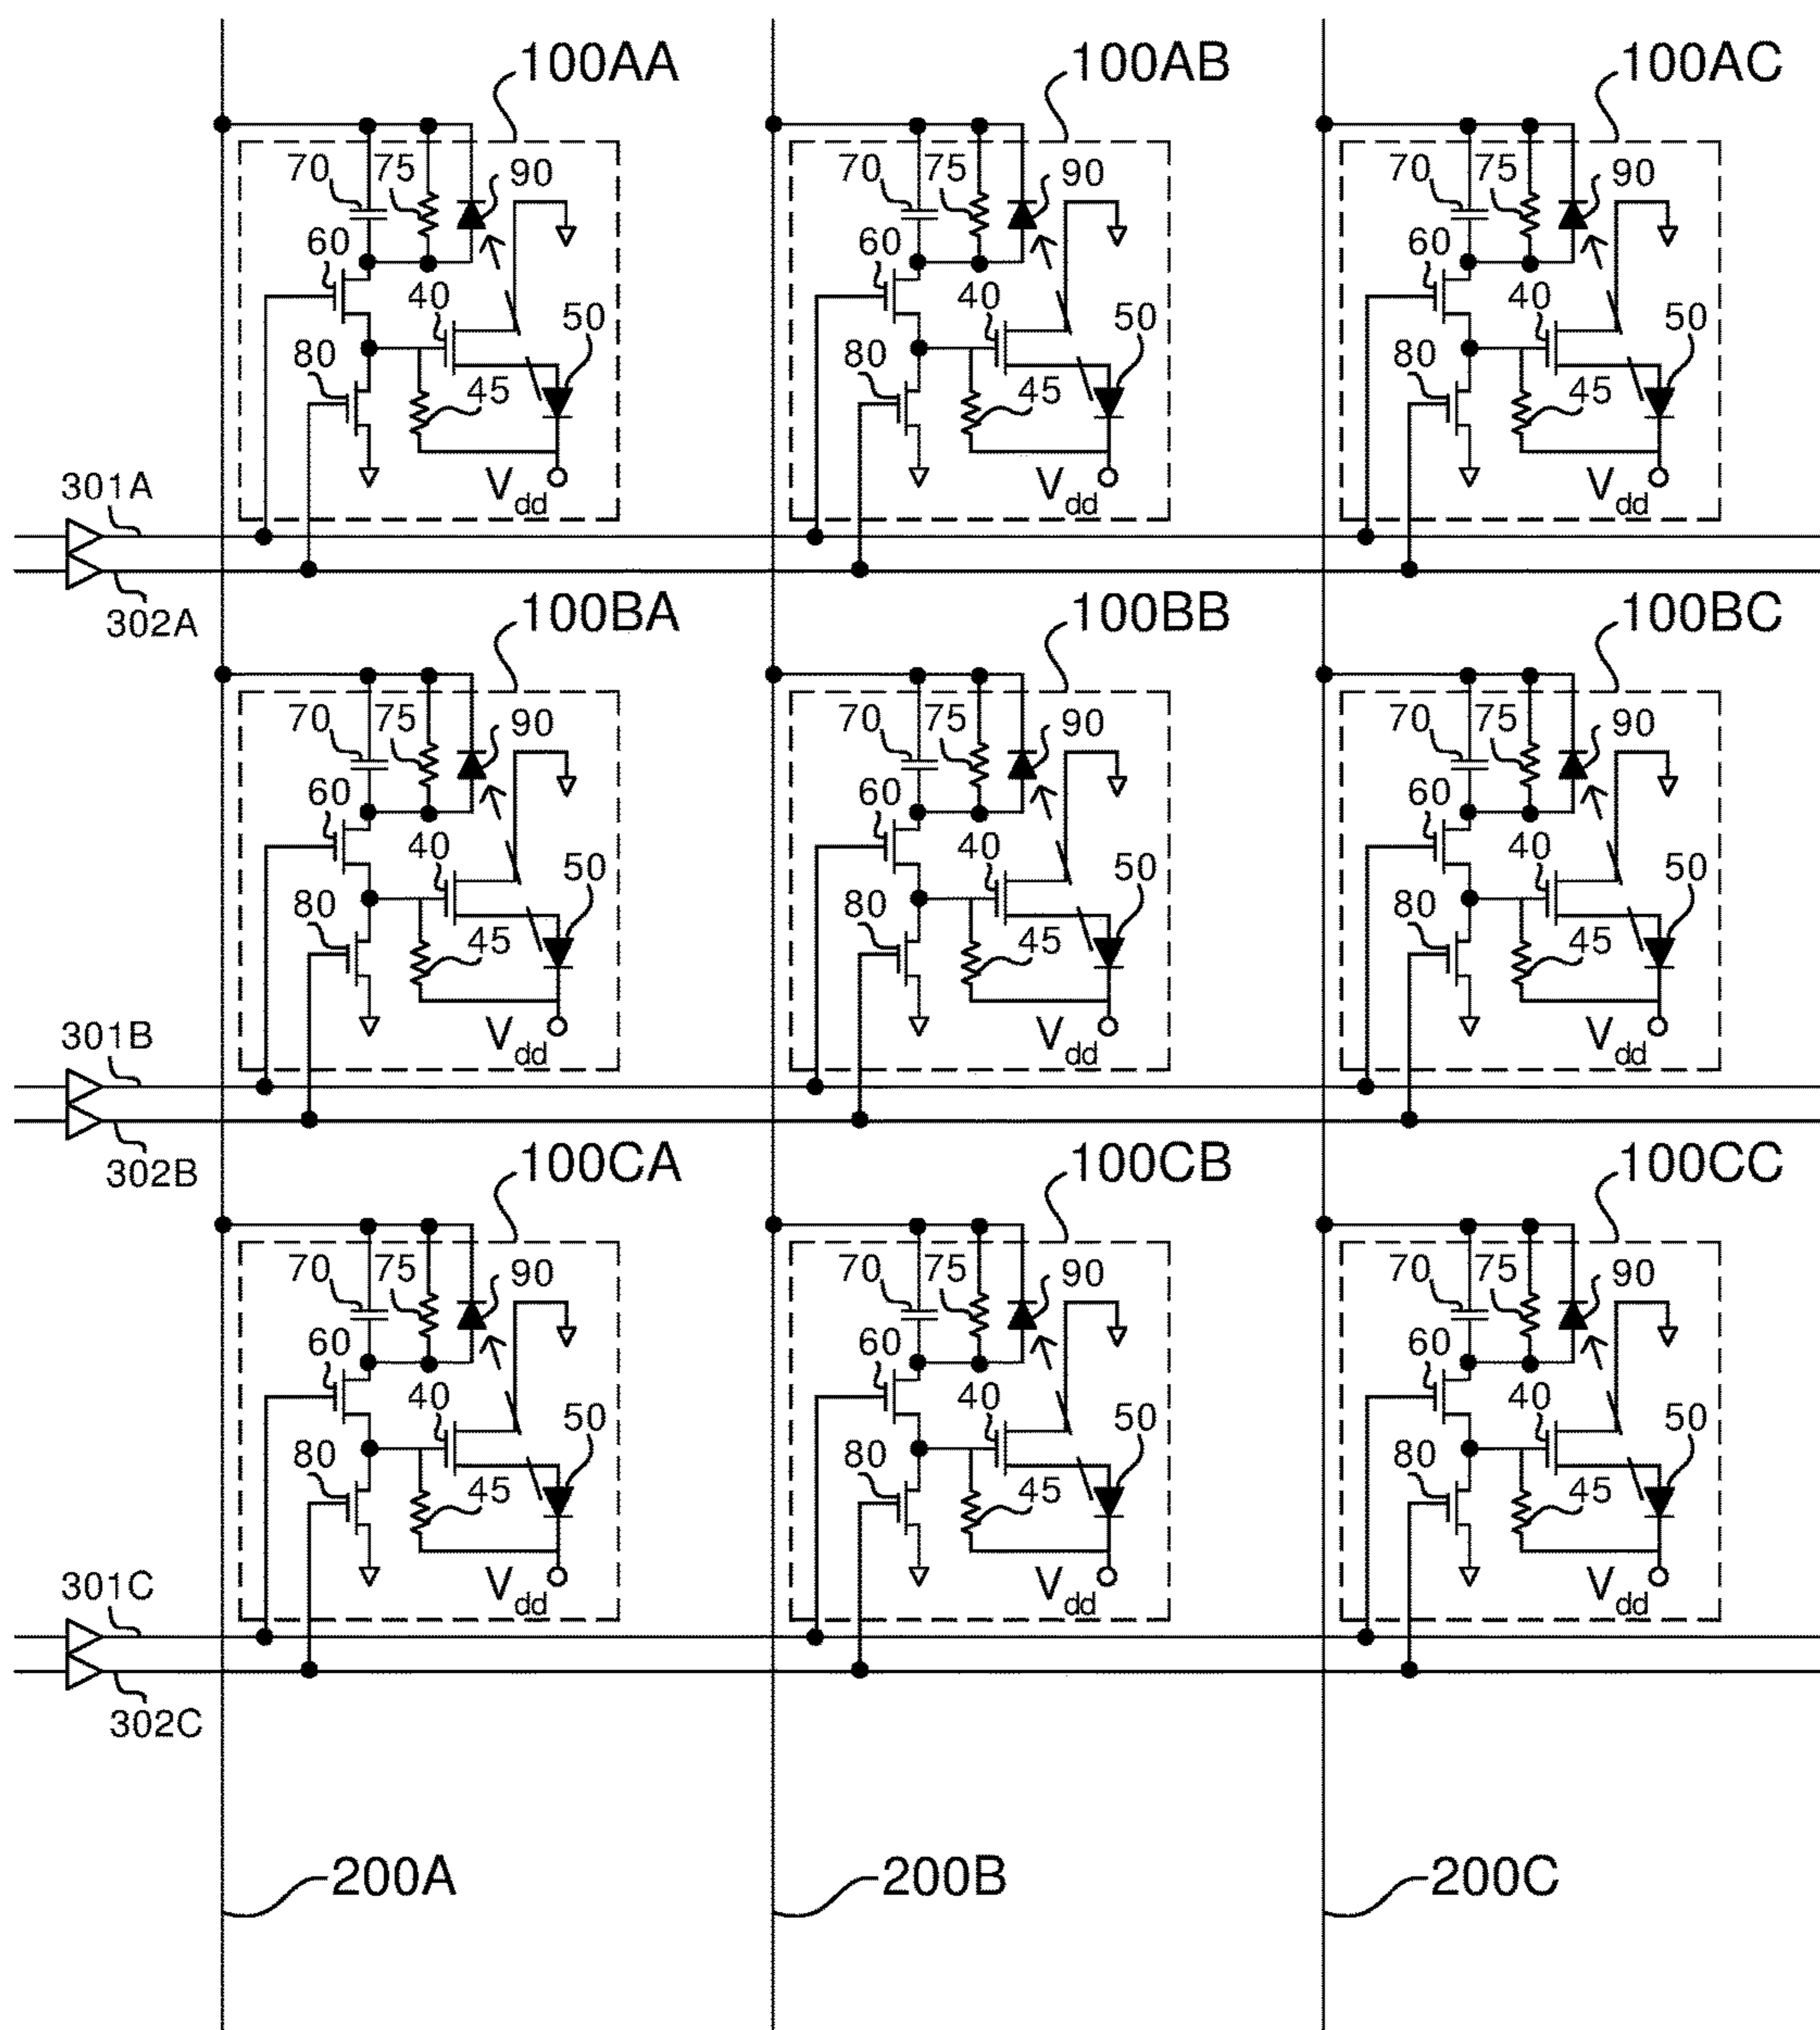 100AA 100AB 100AC
70 75 90 70 75 90 70 75 90
60 60 60
40 50 40 50 40 50
80 80 80
45 45 45
301A Vdd Vdd Vdd
302A
100BA 100BB 100BC
70 75 90 70 75 90 70 75 90
60 60 60
40 50 40 50 40 50
80 80 80
45 45 45
301B Vdd Vdd Vdd
302B
100CA 100CB 100CC
70 75 90 70 75 90 70 75 90
60 60 60
40 50 40 50 40 50
80 80 80
45 45 45
301C Vdd Vdd Vdd
302C
200A 200B 200C